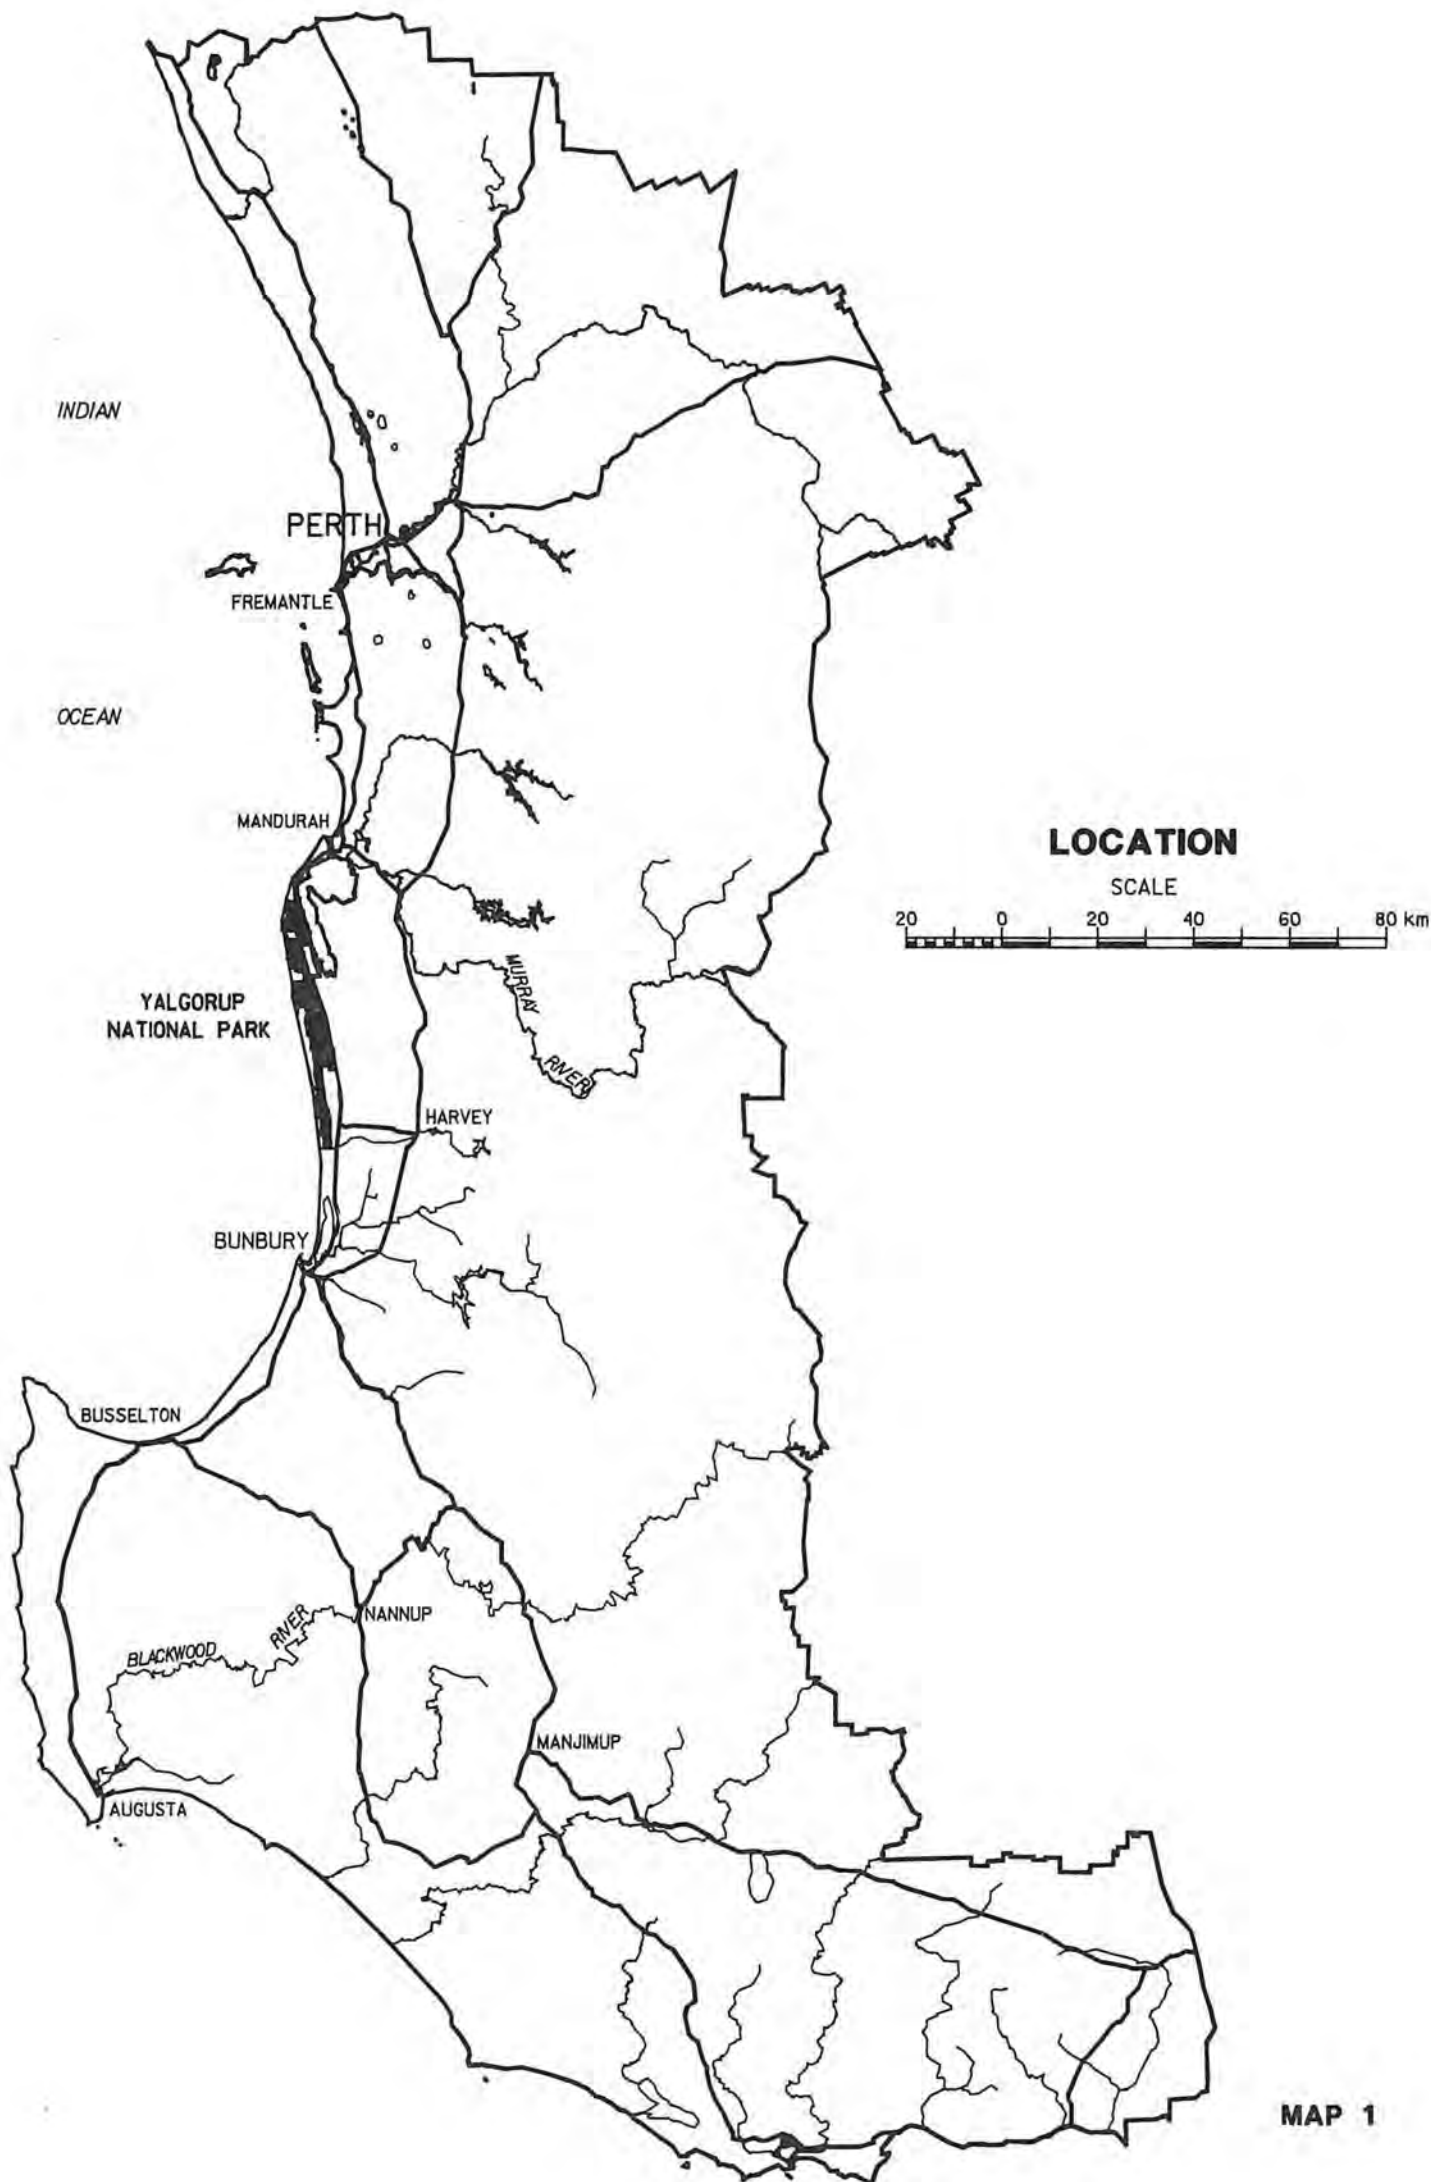 INDIAN
PERTH
FREMANTLE
OCEAN
MANDURAH
LOCATION
SCALE
20 0 20 40 60 80 km
YALGORUP
NATIONAL PARK
MURRAY
RIVER
HARVEY
BUNBURY
BUSSELTON
NANNUP
BLACKWOOD RIVER
MANJIMUP
AUGUSTA
MAP 1